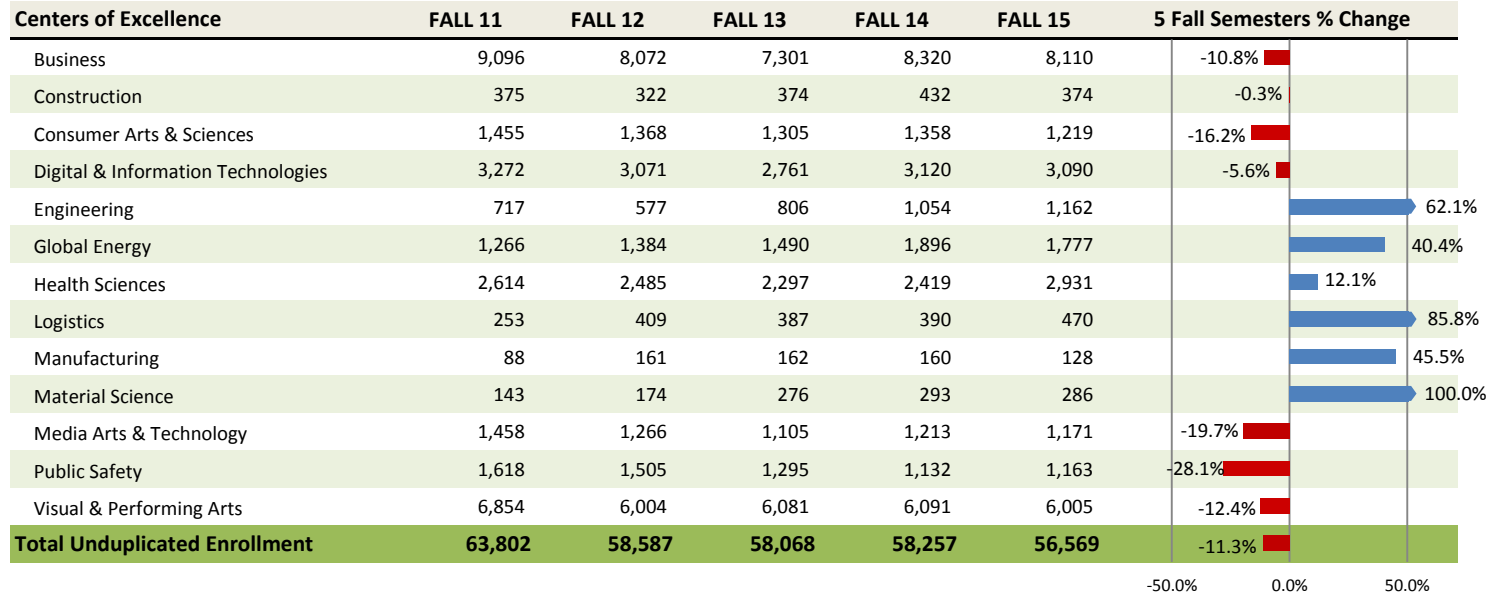 Centers of Excellence FALL 11 FALL 12 FALL 13 FALL 14 FALL 15 5 Fall Semesters % Change
Business 9,096 8,072 7,301 8,320 8,110 -10.8%
Construction 375 322 374 432 374 -0.3%
Consumer Arts & Sciences 1,455 1,368 1,305 1,358 1,219 -16.2%
Digital & Information Technologies 3,272 3,071 2,761 3,120 3,090 -5.6%
Engineering 717 577 806 1,054 1,162 62.1%
Global Energy 1,266 1,384 1,490 1,896 1,777 40.4%
Health Sciences 2,614 2,485 2,297 2,419 2,931 12.1%
Logistics 253 409 387 390 470 85.8%
Manufacturing 88 161 162 160 128 45.5%
Material Science 143 174 276 293 286 100.0%
Media Arts & Technology 1,458 1,266 1,105 1,213 1,171 -19.7%
Public Safety 1,618 1,505 1,295 1,132 1,163 -28.1%
Visual & Performing Arts 6,854 6,004 6,081 6,091 6,005 -12.4%
Total Unduplicated Enrollment 63,802 58,587 58,068 58,257 56,569 -11.3%
-50.0% 0.0% 50.0%